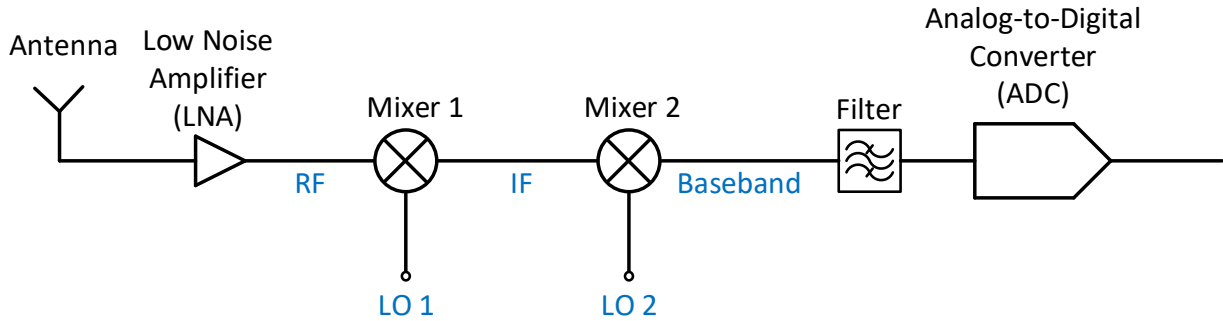 Antenna
Low Noise
Amplifier
(LNA)
Mixer 1
Mixer 2
Filter
Analog-to-Digital
Converter
(ADC)
RF
IF
Baseband
LO 1
LO 2